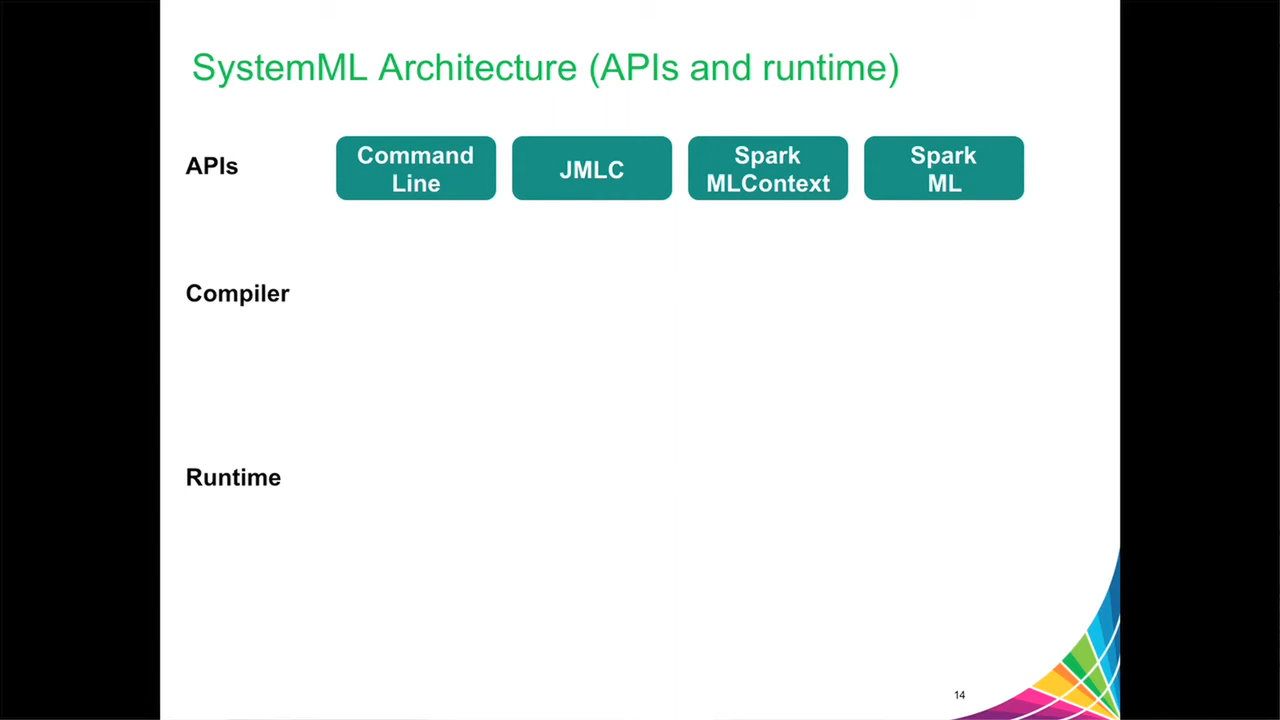 SystemML Architecture (APIs and runtime)
APIs
Command
Line
JMLC
Spark
MLContext
Spark
ML
Compiler
Runtime
14